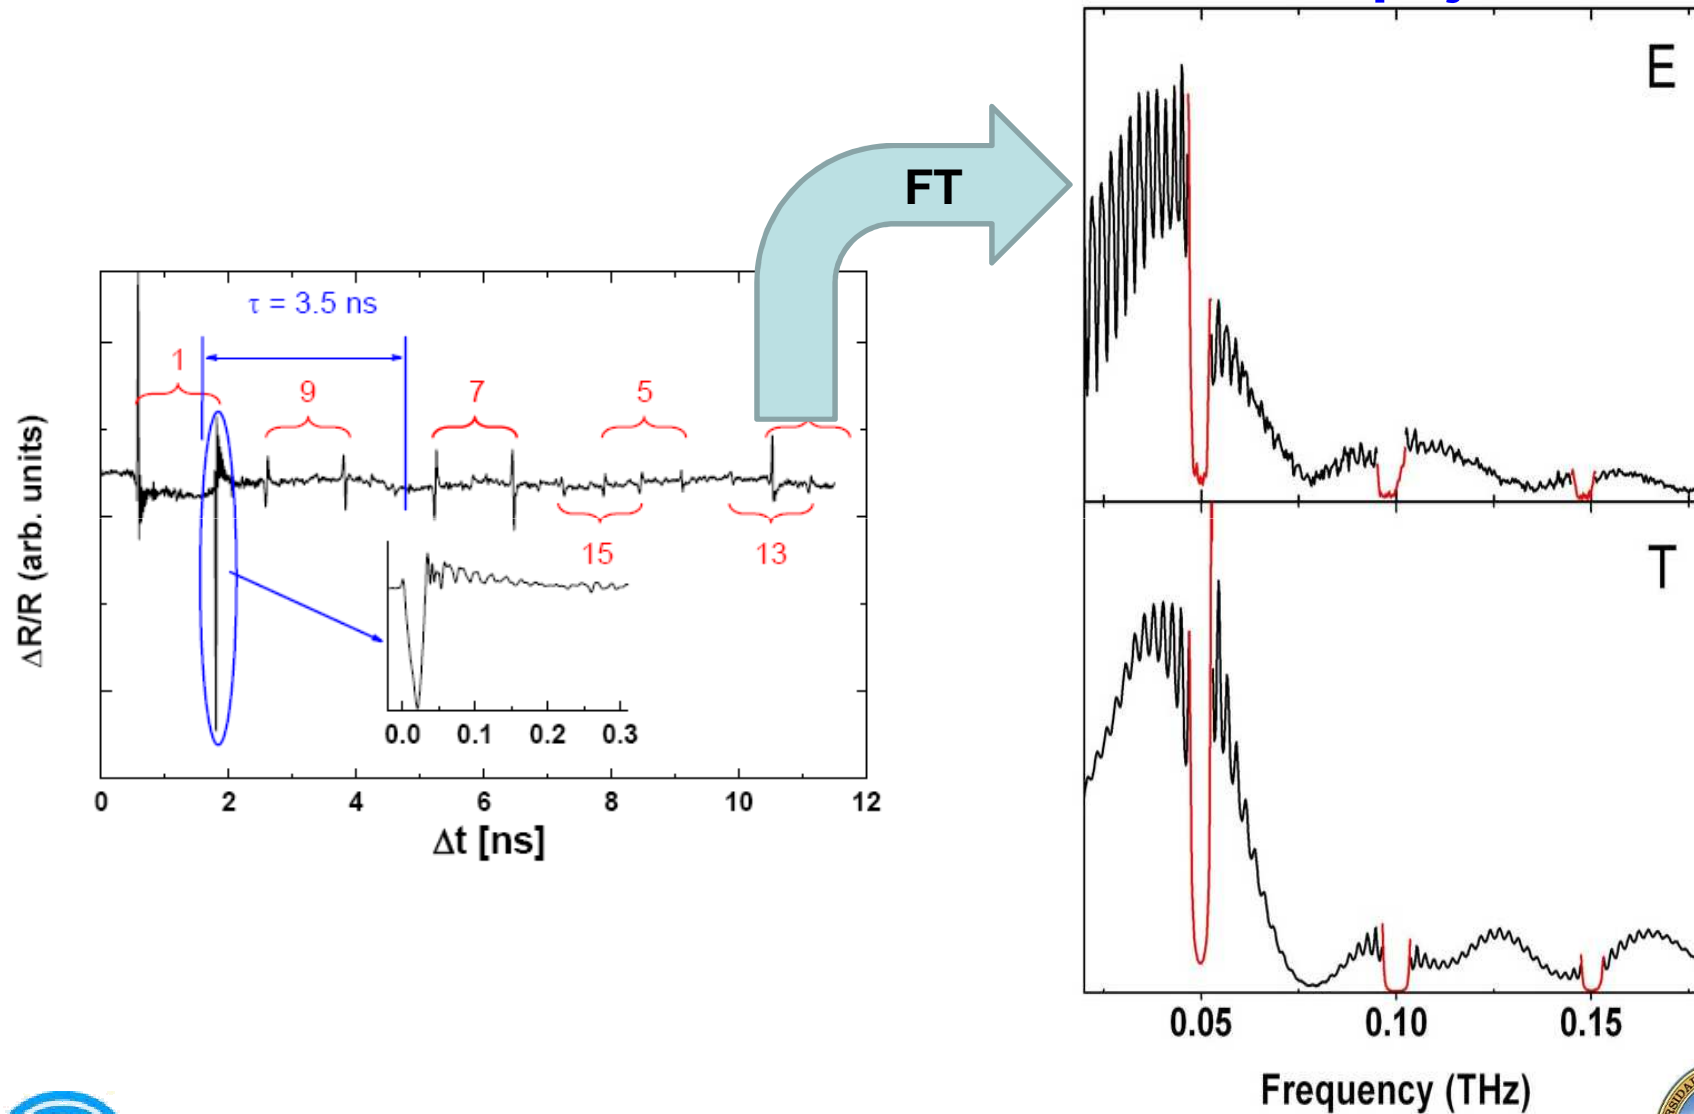 E
FT
τ = 3.5 ns
1
9
7
5
15
13
0.0 0.1 0.2 0.3
0 2 4 6 8 10 12
Δt [ns]
ΔR/R (arb. units)
T
0.05 0.10 0.15
Frequency (THz)